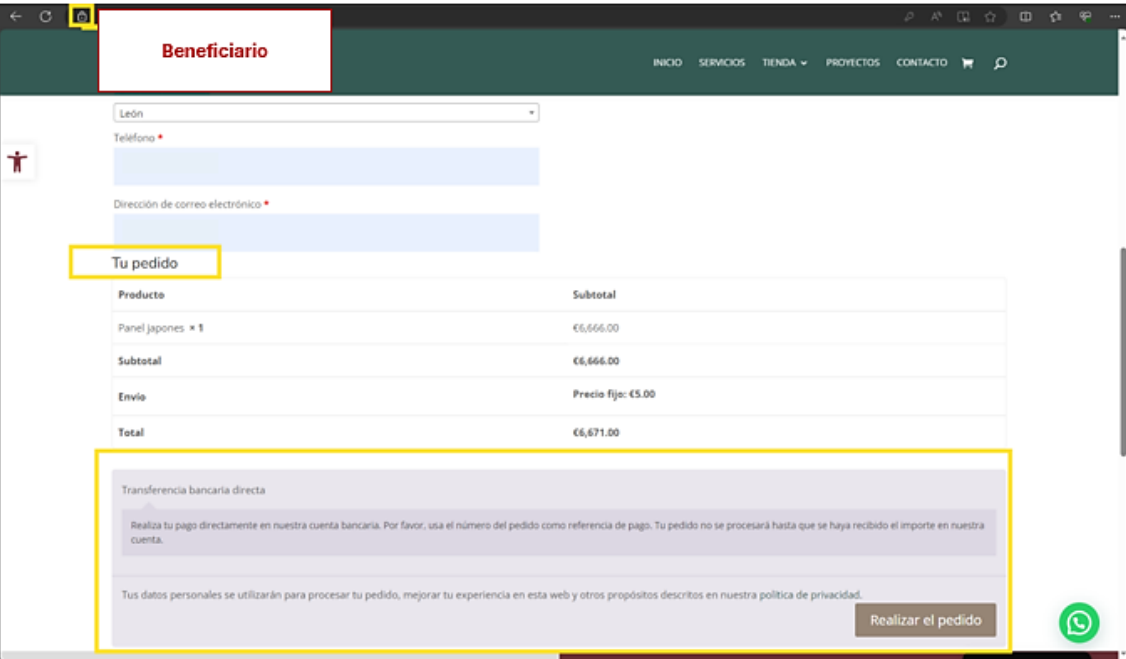 Beneficiario
INICIO SERVICIOS TIENDA PROYECTOS CONTACTO
León
Teléfono *
Dirección de correo electrónico *
Tu pedido
Producto Subtotal
Panel japones × 1 €6,666.00
Subtotal €6,666.00
Envío Precio fijo: €5.00
Total €6,671.00
Transferencia bancaria directa
Realiza tu pago directamente en nuestra cuenta bancaria. Por favor, usa el número del pedido como referencia de pago. Tu pedido no se procesará hasta que se haya recibido el importe en nuestra
cuenta.
Tus datos personales se utilizarán para procesar tu pedido, mejorar tu experiencia en esta web y otros propósitos descritos en nuestra política de privacidad.
Realizar el pedido